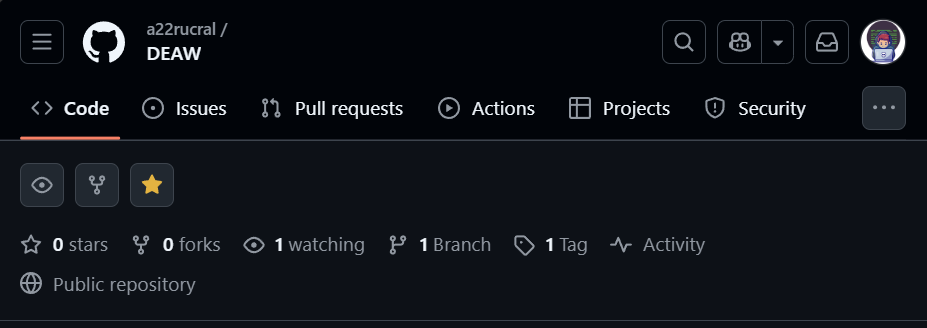 a22rucral /
DEAW
Code Issues Pull requests Actions Projects Security
0 stars 0 forks 1 watching 1 Branch 1 Tag Activity
Public repository